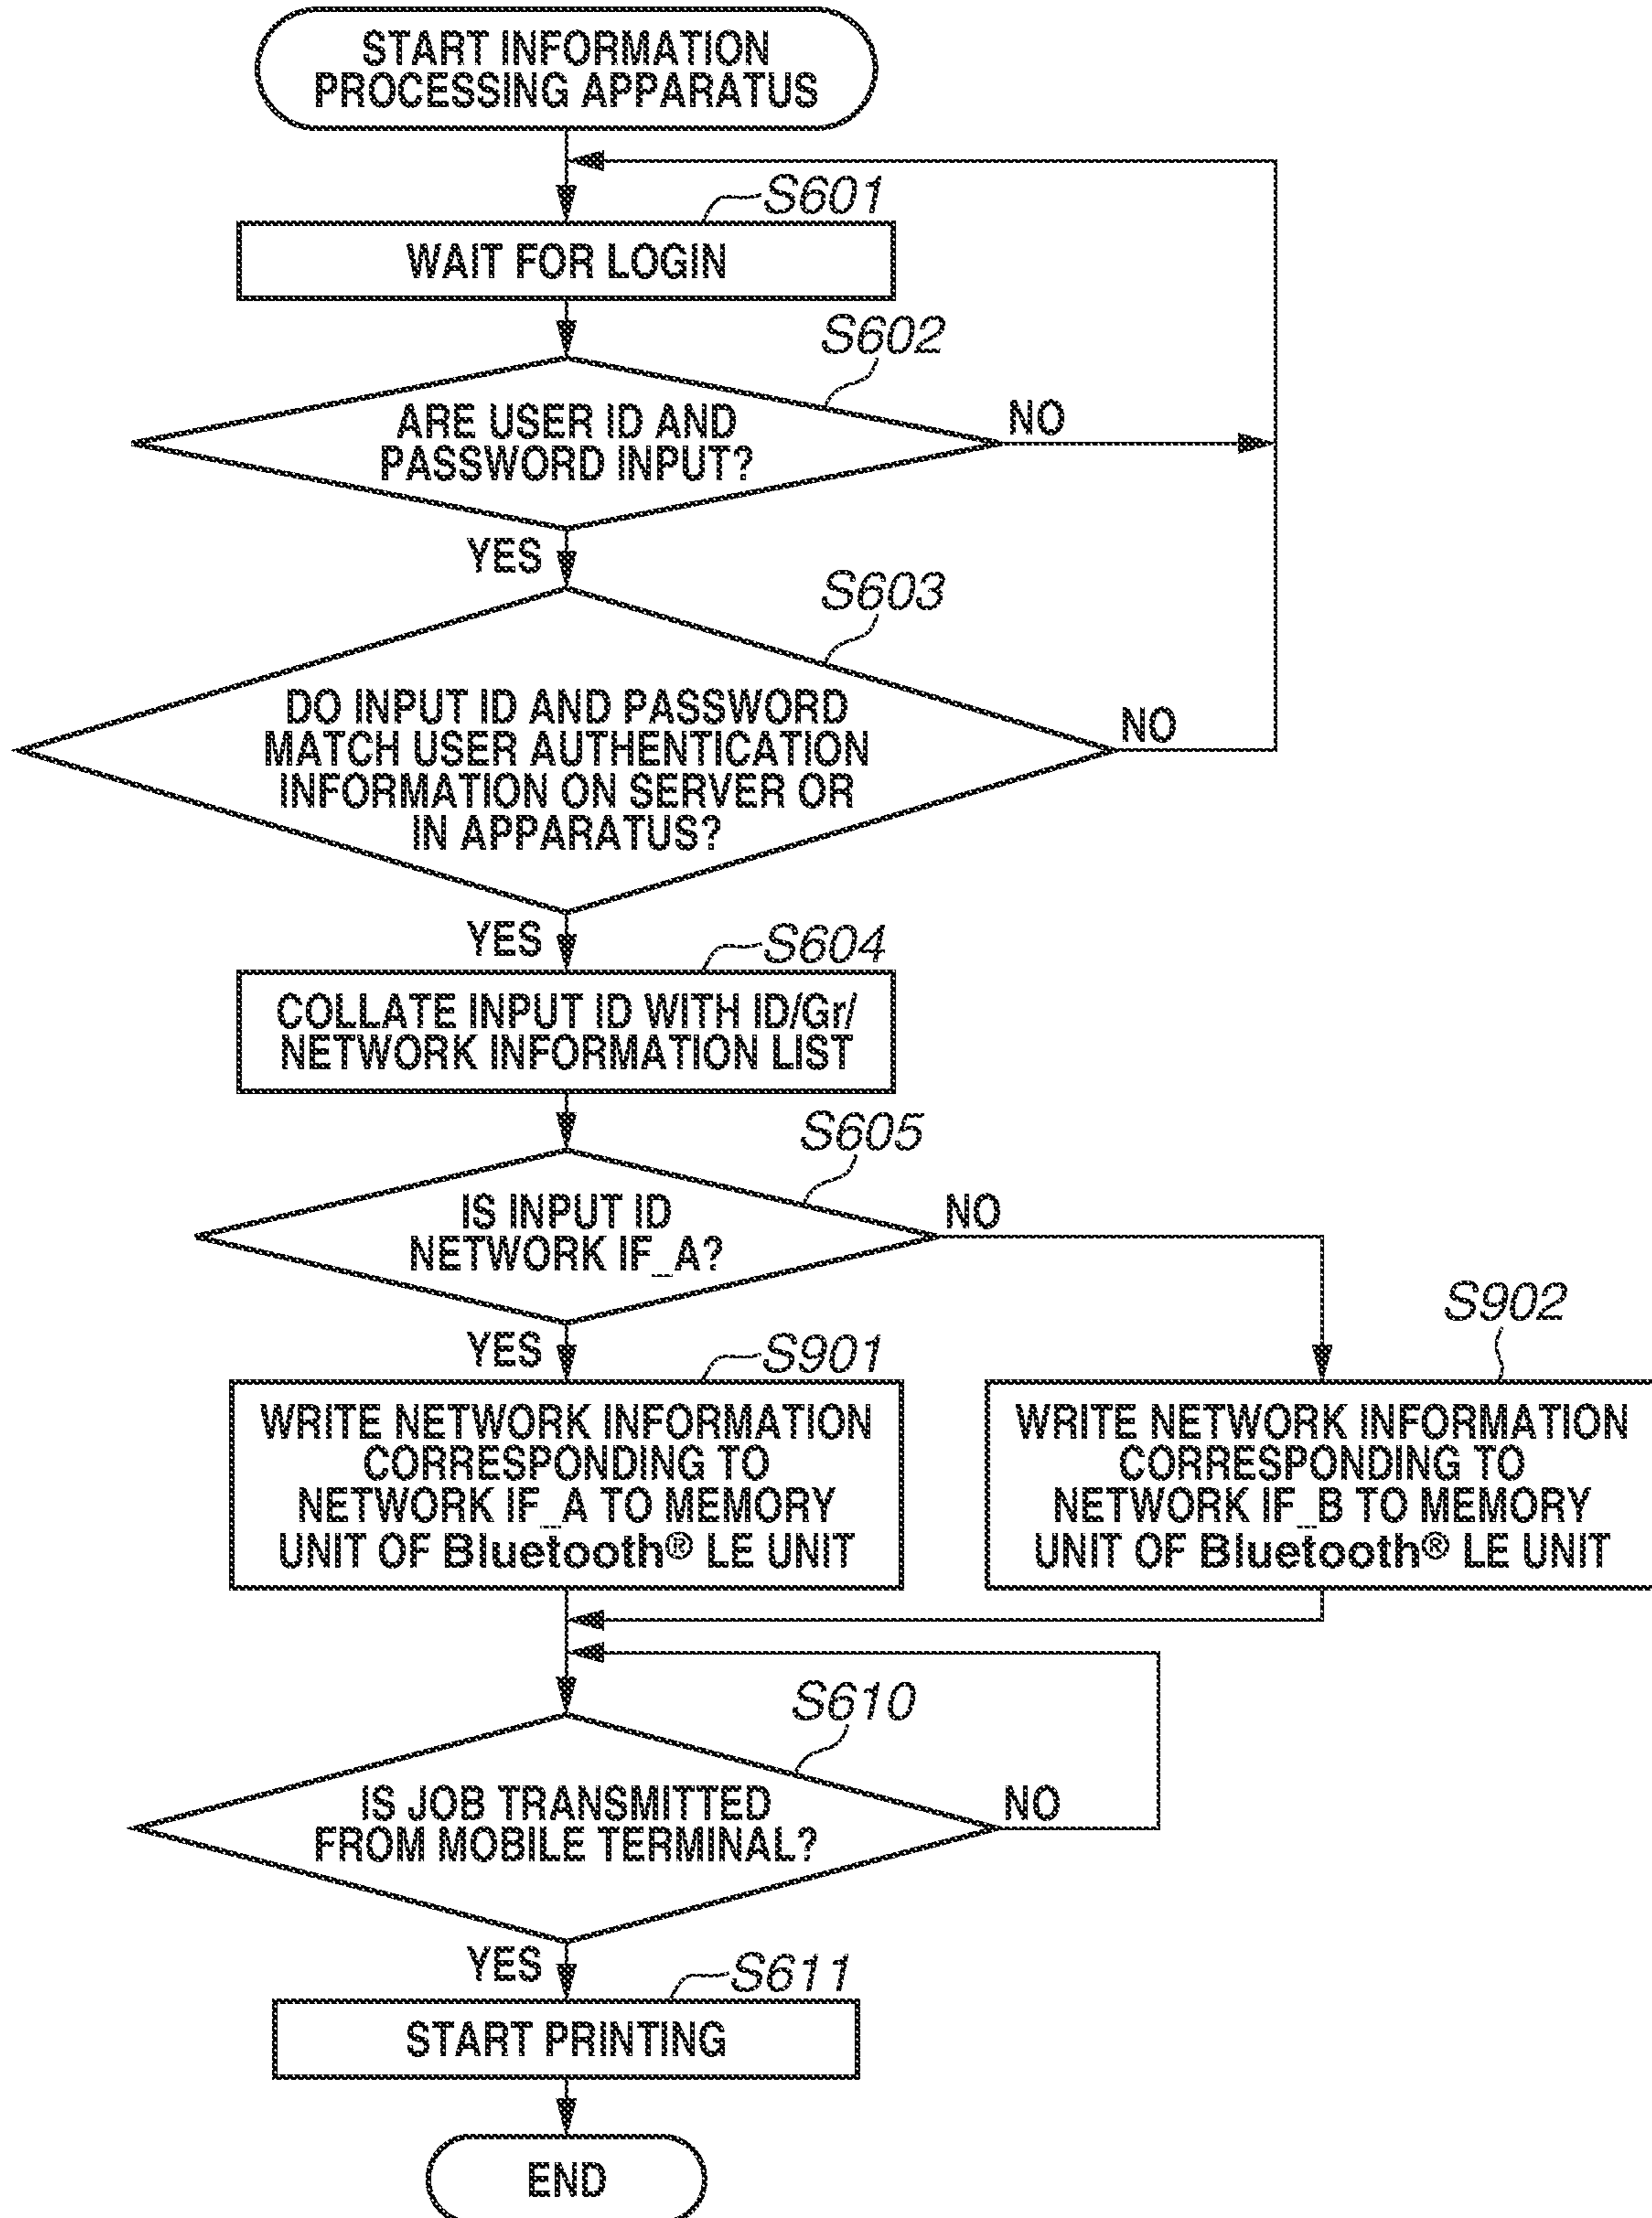 START INFORMATION
PROCESSING APPARATUS
S601
WAIT FOR LOGIN
S602
ARE USER ID AND
PASSWORD INPUT?
NO
YES
S603
DO INPUT ID AND PASSWORD
MATCH USER AUTHENTICATION
INFORMATION ON SERVER OR
IN APPARATUS?
NO
YES
S604
COLLATE INPUT ID WITH ID/Gr/
NETWORK INFORMATION LIST
S605
IS INPUT ID
NETWORK IF_A?
NO
YES
S901
WRITE NETWORK INFORMATION
CORRESPONDING TO
NETWORK IF_A TO MEMORY
UNIT OF Bluetooth® LE UNIT
S902
WRITE NETWORK INFORMATION
CORRESPONDING TO
NETWORK IF_B TO MEMORY
UNIT OF Bluetooth® LE UNIT
S610
IS JOB TRANSMITTED
FROM MOBILE TERMINAL?
NO
YES
S611
START PRINTING
END